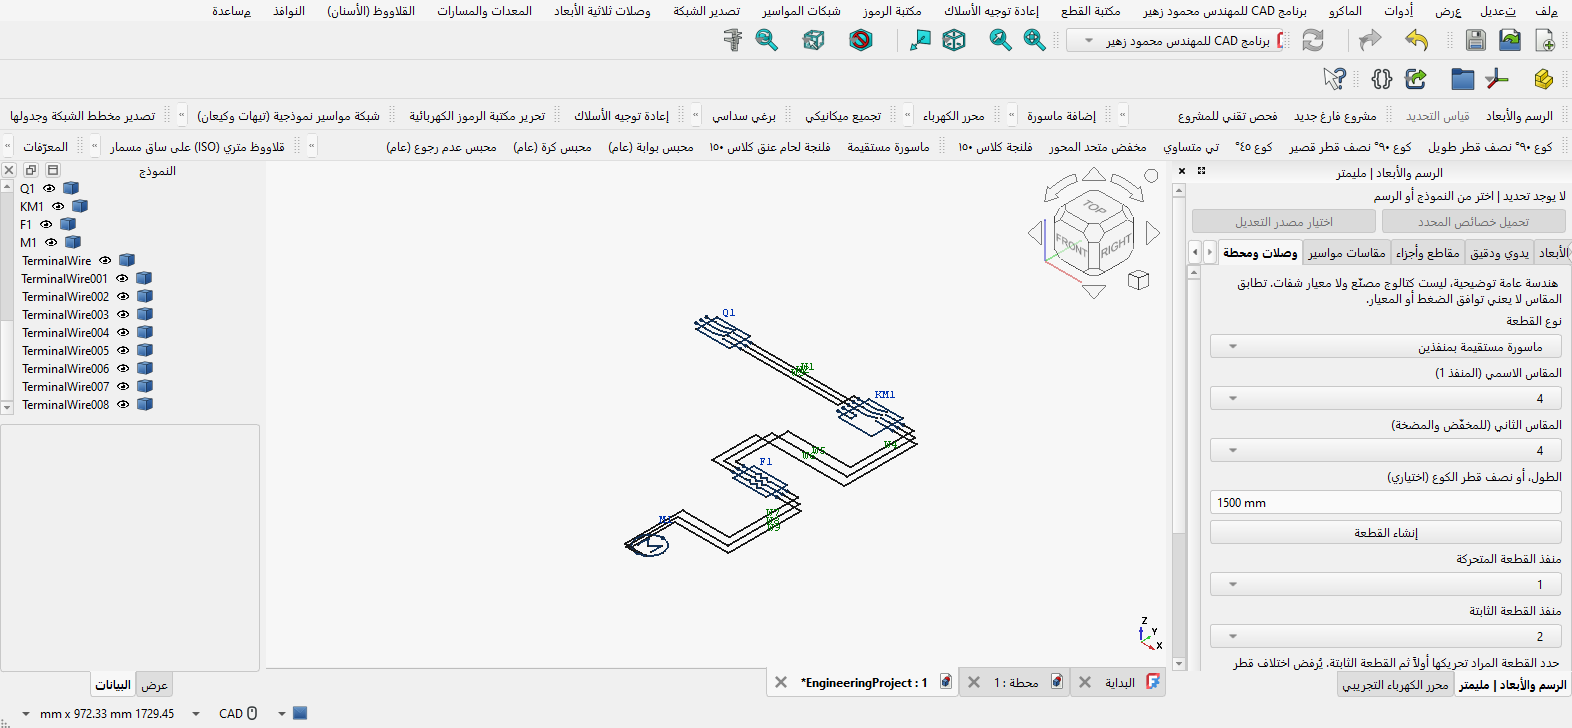 ملف تعديل عرض أدوات الماكرو برنامج CAD للمهندس محمود زهير مكتبة القطع إعادة توجيه الأسلاك مكتبة الرموز شبكات المواسير تصدير الشبكة وصلات ثلاثية الأبعاد المعدات والمسارات القلاووظ (الأسنان) النوافذ مساعدة
برنامج CAD للمهندس محمود زهير
الرسم والأبعاد قياس التحديد مشروع فارغ جديد فحص تقني للمشروع إضافة ماسورة محرر الكهرباء تجميع ميكانيكي برغي سداسي إعادة توجيه الأسلاك تحرير مكتبة الرموز الكهربائية شبكة مواسير نموذجية (تيهات وكيعان) تصدير مخطط الشبكة وجدولها
كوع ٩٠° نصف قطر طويل كوع ٩٠° نصف قطر قصير كوع ٤٥° تي متساوي مخفض متحد المحور فلنجة كلاس ١٥٠ ماسورة مستقيمة فلنجة لحام عنق كلاس ١٥٠ محبس بوابة (عام) محبس كرة (عام) محبس عدم رجوع (عام) قلاووظ متري (ISO) على ساق مسمار المعرّفات
النموذج
Q1
KM1
F1
M1
TerminalWire
TerminalWire001
TerminalWire002
TerminalWire003
TerminalWire004
TerminalWire005
TerminalWire006
TerminalWire007
TerminalWire008
عرض البيانات
TOP
FRONT
RIGHT
Q1
KM1
W4
W5
F1
Z
Y
X
الرسم والأبعاد | مليمتر
لا يوجد تحديد | اختر من النموذج أو الرسم
تحميل خصائص المحدد اختيار مصدر التعديل
الأبعاد يدوي ودقيق مقاطع وأجزاء مقاسات مواسير وصلات ومحطة
هندسة عامة توضيحية، ليست كتالوج مصنّع ولا معيار شفات. تطابق
المقاس لا يعني توافق الضغط أو المعيار.
نوع القطعة
ماسورة مستقيمة بمنفذين
المقاس الاسمي (المنفذ 1)
4
المقاس الثاني (للمخفّض والمضخة)
4
الطول، أو نصف قطر الكوع (اختياري)
1500 mm
إنشاء القطعة
منفذ القطعة المتحركة
1
منفذ القطعة الثابتة
2
حدد القطعة المراد تحريكها أولاً ثم القطعة الثابتة. يُرفض اختلاف قطر
الرسم والأبعاد | مليمتر محرر الكهرباء التجريبي
البداية محطة : 1 EngineeringProject : 1*
CAD mm x 972.33 mm 1729.45